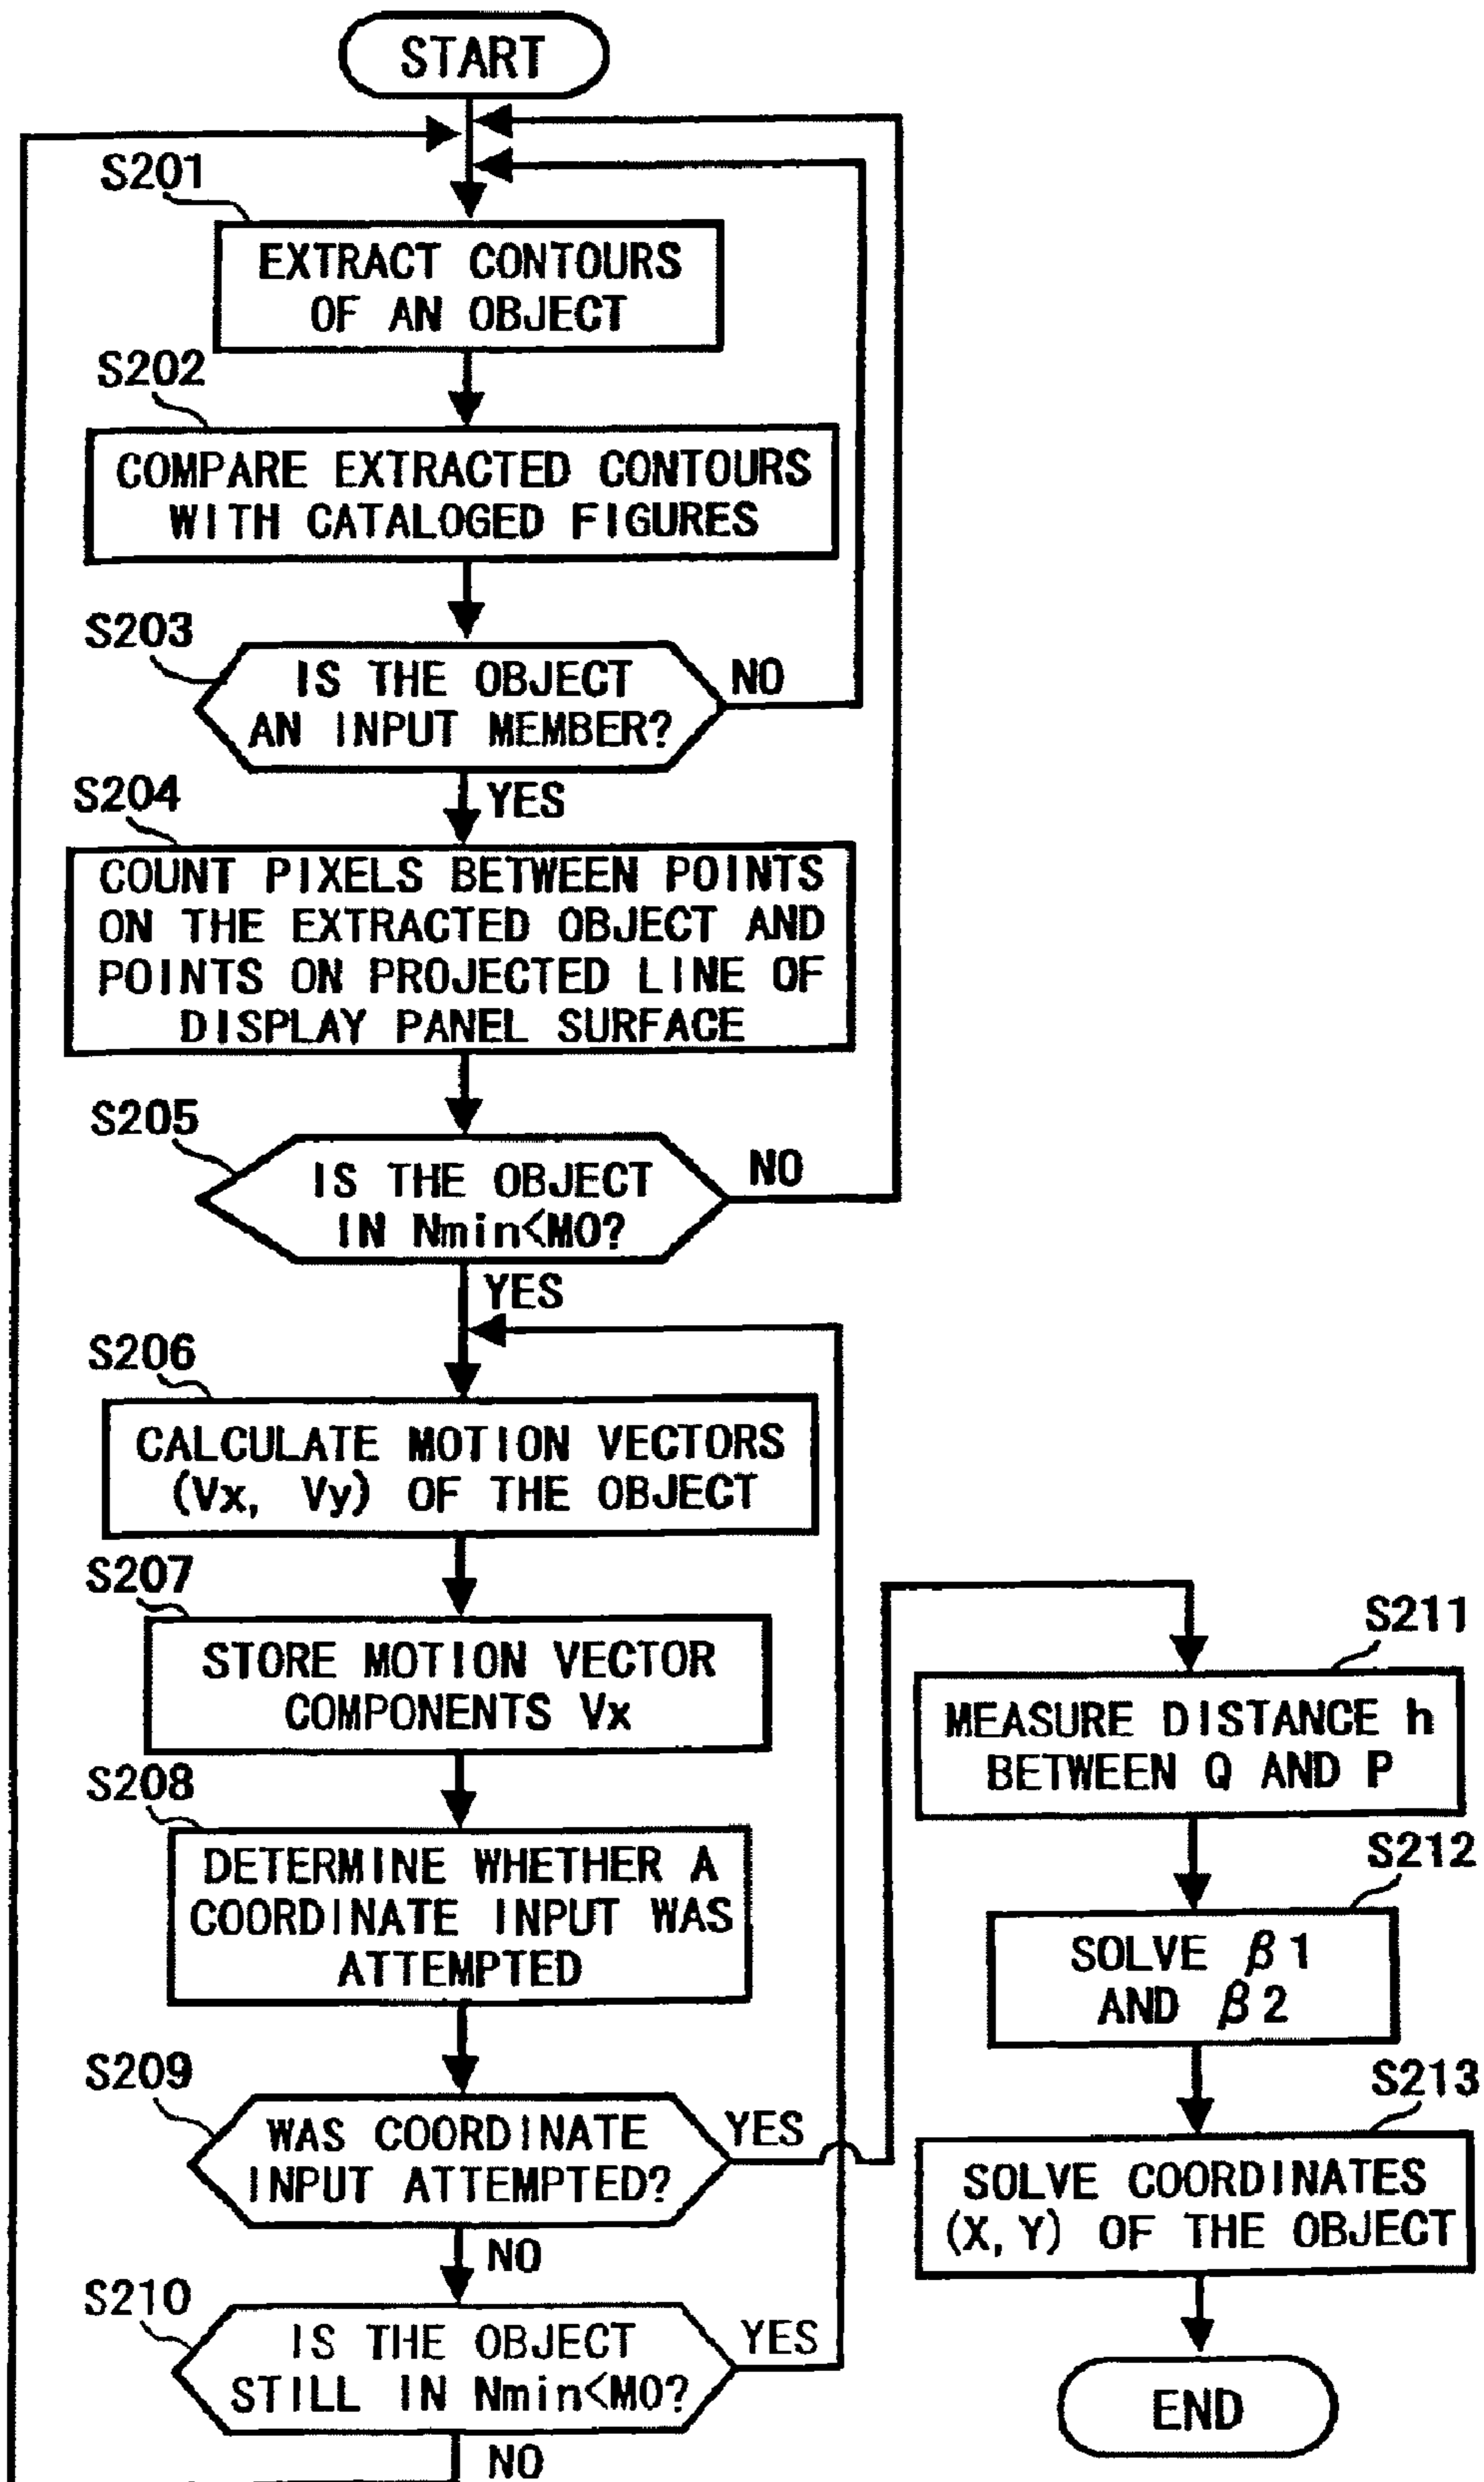 START
S201
EXTRACT CONTOURS
OF AN OBJECT
S202
COMPARE EXTRACTED CONTOURS
WITH CATALOGED FIGURES
S203
IS THE OBJECT
AN INPUT MEMBER?
NO
YES
S204
COUNT PIXELS BETWEEN POINTS
ON THE EXTRACTED OBJECT AND
POINTS ON PROJECTED LINE OF
DISPLAY PANEL SURFACE
S205
IS THE OBJECT
IN Nmin<M0?
NO
YES
S206
CALCULATE MOTION VECTORS
(Vx, Vy) OF THE OBJECT
S207
STORE MOTION VECTOR
COMPONENTS Vx
S208
DETERMINE WHETHER A
COORDINATE INPUT WAS
ATTEMPTED
S209
WAS COORDINATE
INPUT ATTEMPTED?
YES
NO
S210
IS THE OBJECT
STILL IN Nmin<M0?
YES
NO
S211
MEASURE DISTANCE h
BETWEEN Q AND P
S212
SOLVE β1
AND β2
S213
SOLVE COORDINATES
(X, Y) OF THE OBJECT
END